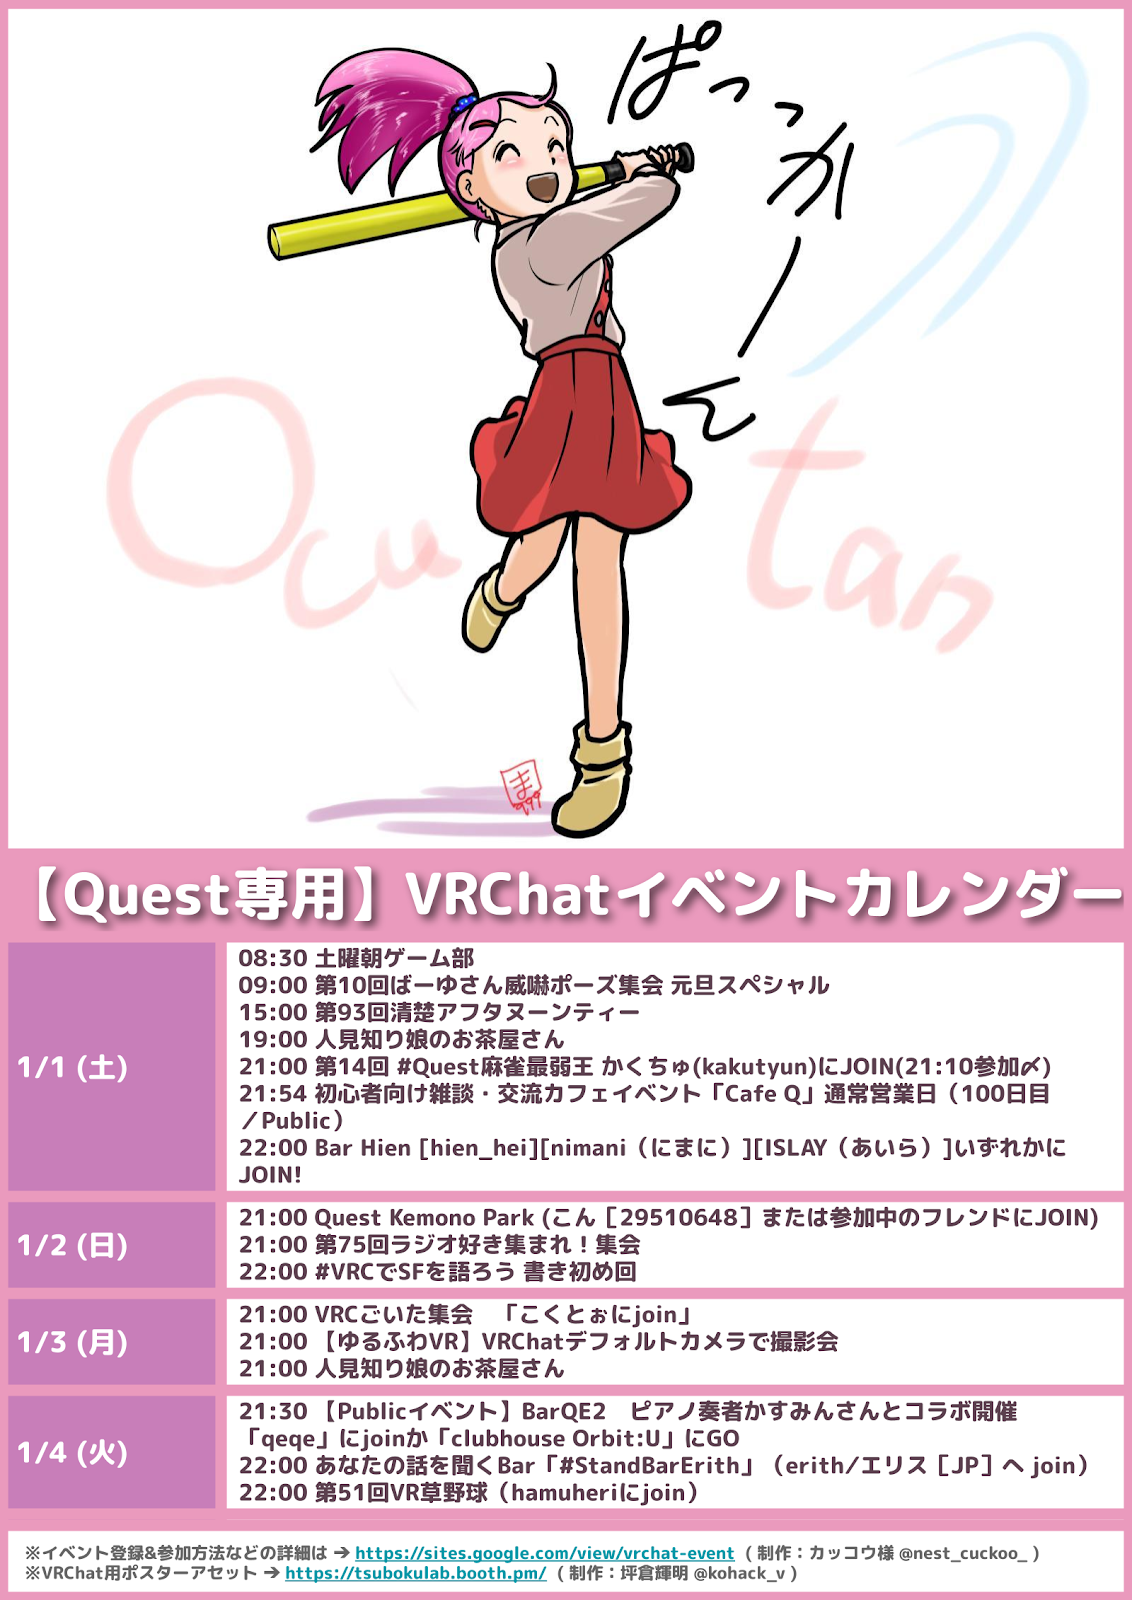 ぱっっかーん
Ocutan
ま
999
【Quest専用】VRChatイベントカレンダー
1/1 (土)
08:30 土曜朝ゲーム部
09:00 第10回ばーゆさん威嚇ポーズ集会 元旦スペシャル
15:00 第93回清楚アフタヌーンティー
19:00 人見知り娘のお茶屋さん
21:00 第14回 #Quest麻雀最弱王 かくちゅ(kakutyun)にJOIN(21:10参加〆)
21:54 初心者向け雑談・交流カフェイベント「Cafe Q」通常営業日（100日目
／Public）
22:00 Bar Hien [hien_hei][nimani（にまに）][ISLAY（あいら）]いずれかに
JOIN!
1/2 (日)
21:00 Quest Kemono Park (こん［29510648］または参加中のフレンドにJOIN)
21:00 第75回ラジオ好き集まれ！集会
22:00 #VRCでSFを語ろう 書き初め回
1/3 (月)
21:00 VRCごいた集会　「こくとぉにjoin」
21:00 【ゆるふわVR】VRChatデフォルトカメラで撮影会
21:00 人見知り娘のお茶屋さん
1/4 (火)
21:30 【Publicイベント】BarQE2　ピアノ奏者かすみんさんとコラボ開催
「qeqe」にjoinか「clubhouse Orbit:U」にGO
22:00 あなたの話を聞くBar「#StandBarErith」（erith/エリス［JP］へ join）
22:00 第51回VR草野球（hamuheriにjoin）
※イベント登録&参加方法などの詳細は → https://sites.google.com/view/vrchat-event ( 制作：カッコウ様 @nest_cuckoo_ )
※VRChat用ポスターアセット → https://tsubokulab.booth.pm/ ( 制作：坪倉輝明 @kohack_v )